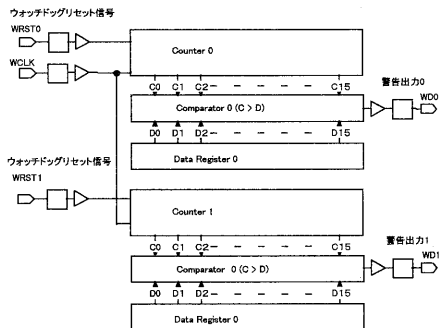 ウォッチドッグリセット信号
WRST0
Counter 0
WCLK
C0 C1 C2 - - - - C15
警告出力0
WD0
Comparator 0 (C > D)
D0 D1 D2 - - - - D15
Data Register 0
ウォッチドッグリセット信号
WRST1
Counter 1
C0 C1 C2 - - - - C15
警告出力1
WD1
Comparator 0 (C > D)
D0 D1 D2 - - - - D15
Data Register 0